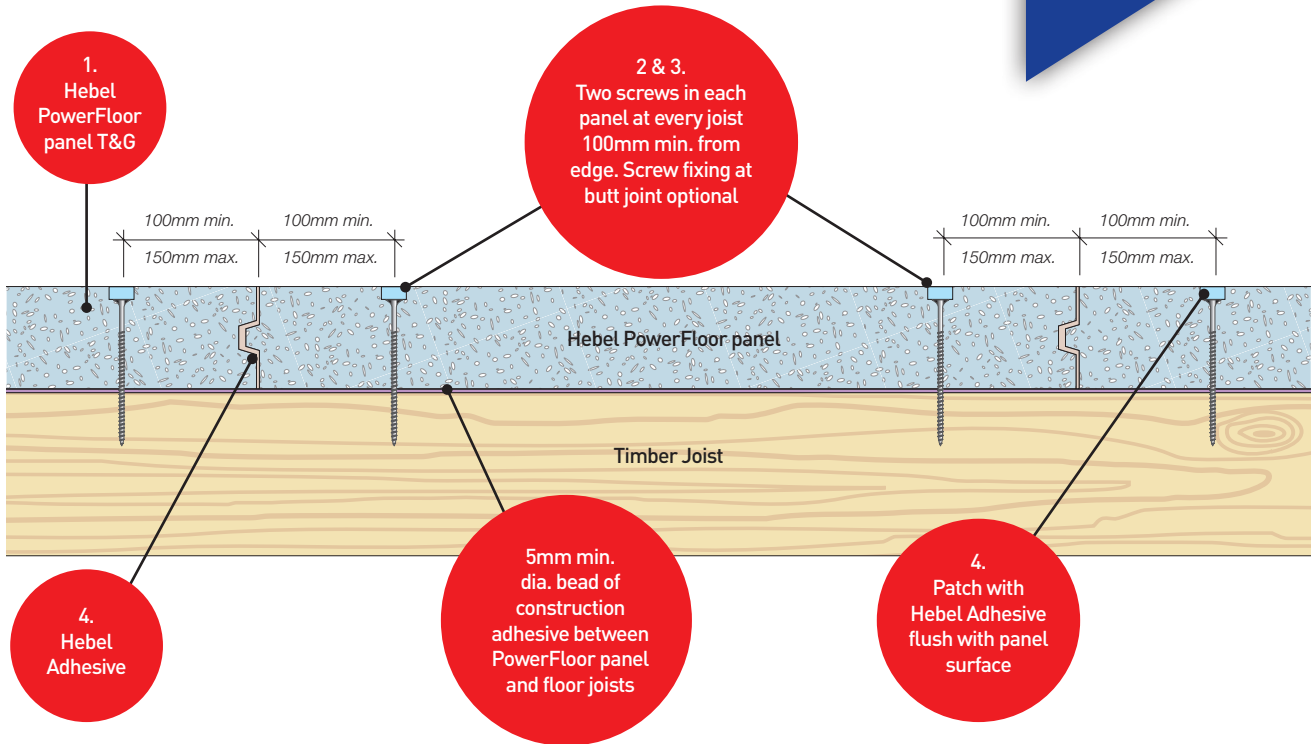 1.
Hebel
PowerFloor
panel T&G
2 & 3.
Two screws in each
panel at every joist
100mm min. from
edge. Screw fixing at
butt joint optional
100mm min.
100mm min.
150mm max.
150mm max.
100mm min.
100mm min.
150mm max.
150mm max.
Hebel PowerFloor panel
Timber Joist
4.
Hebel
Adhesive
5mm min.
dia. bead of
construction
adhesive between
PowerFloor panel
and floor joists
4.
Patch with
Hebel Adhesive
flush with panel
surface